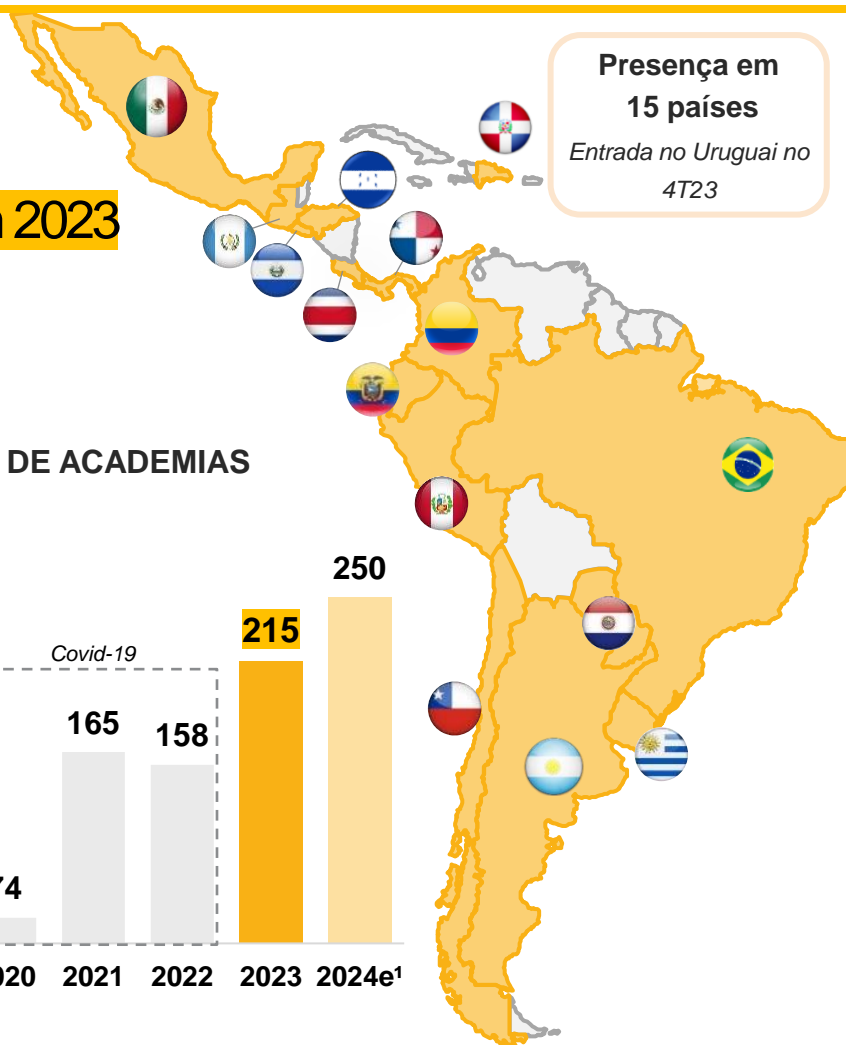 Presença em
15 países
Entrada no Uruguai no
4T23
2023
DE ACADEMIAS
250
215
Covid-19
165
158
74
2021 2022 2023 2024e¹